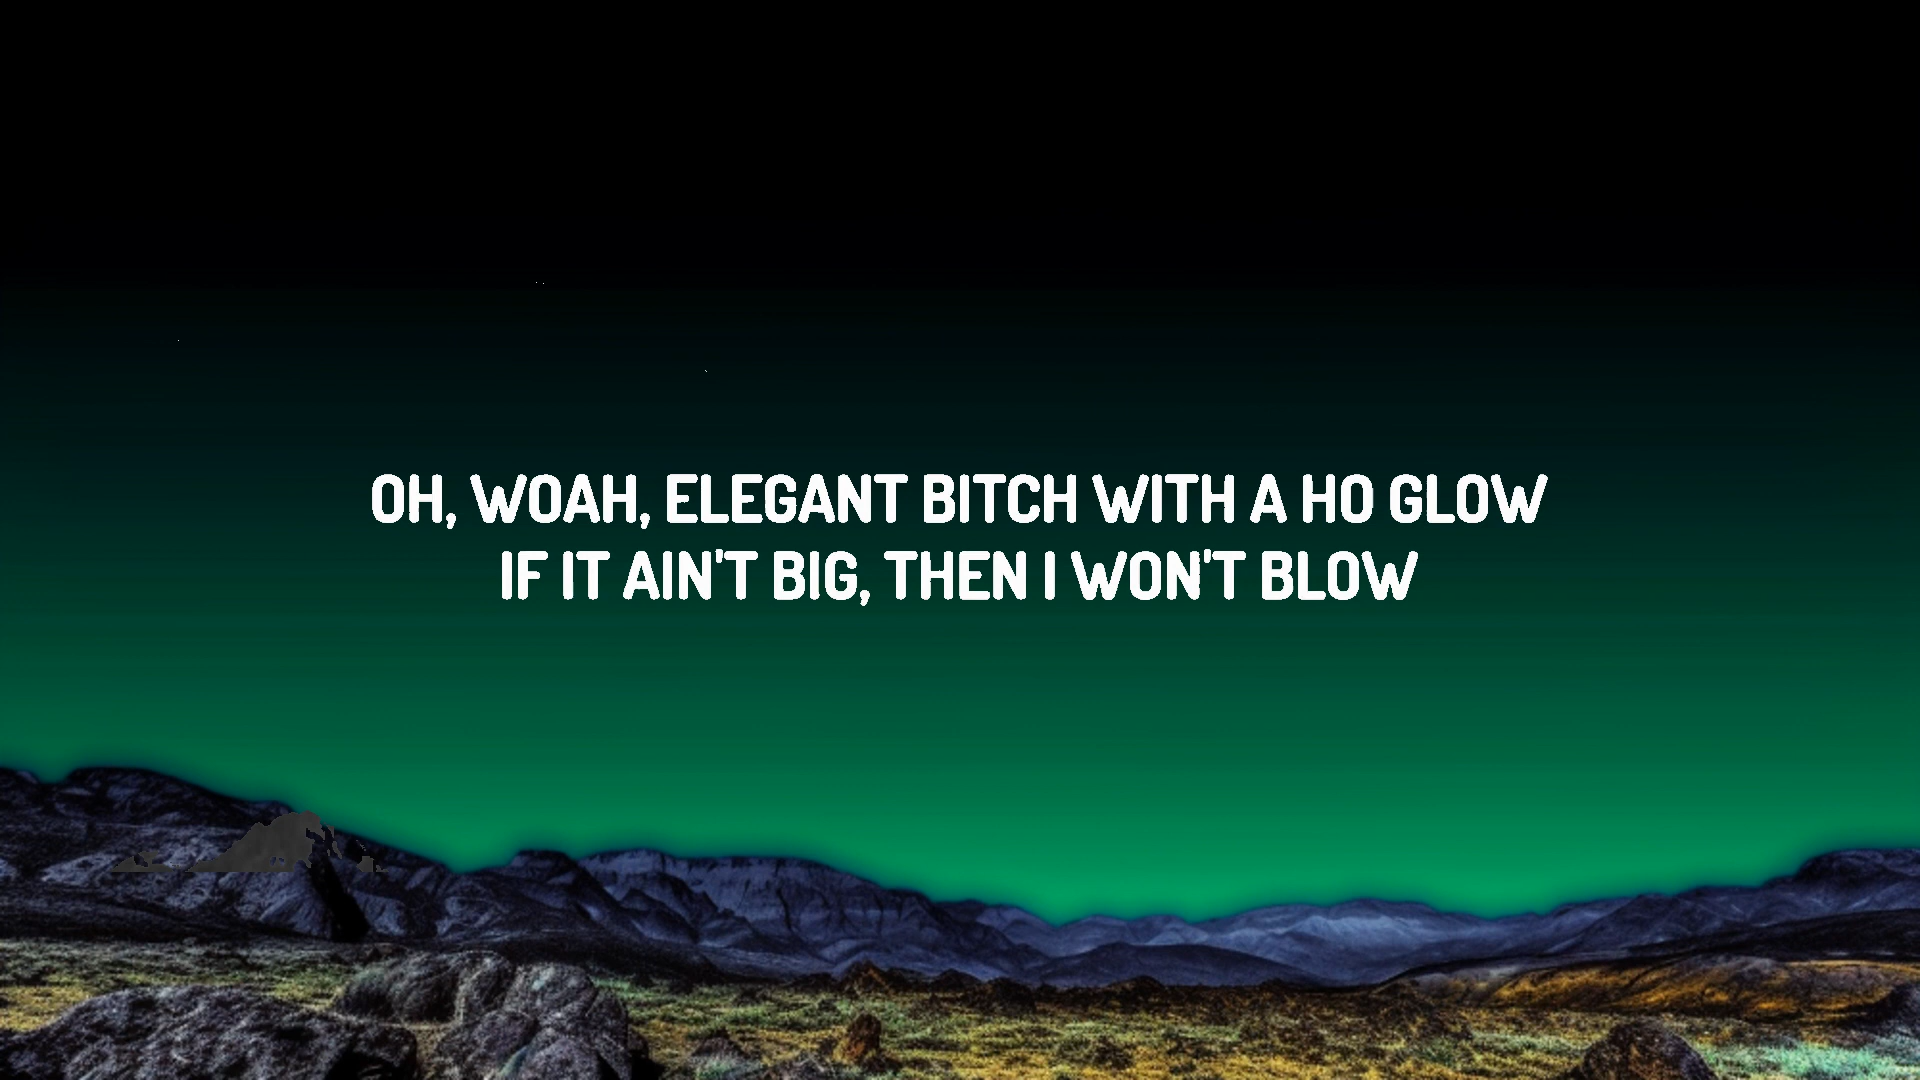 OH, WOAH, ELEGANT BITCH WITH A HO GLOW
IF IT AIN'T BIG, THEN I WON'T BLOW